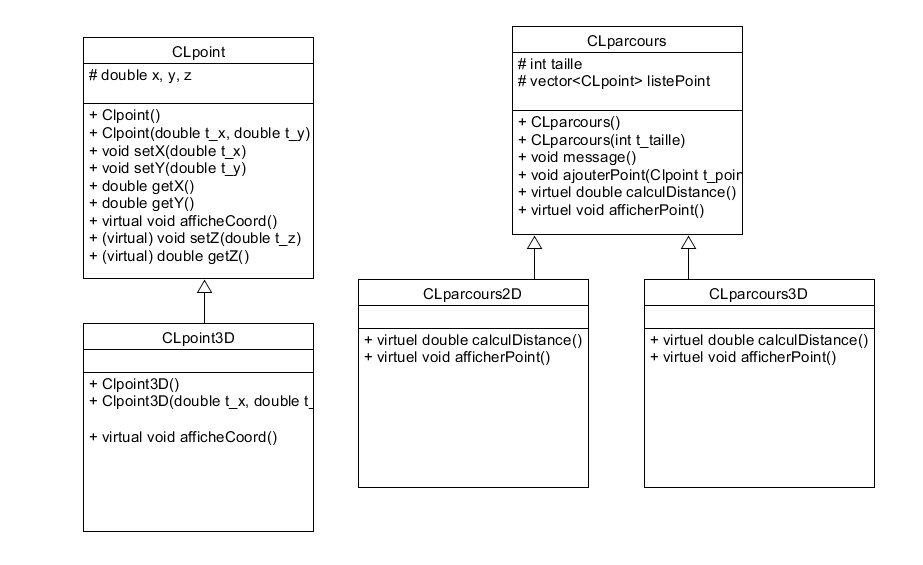 CLpoint
# double x, y, z
+ Clpoint()
+ Clpoint(double t_x, double t_y)
+ void setX(double t_x)
+ void setY(double t_y)
+ double getX()
+ double getY()
+ virtual void afficheCoord()
+ (virtual) void setZ(double t_z)
+ (virtual) double getZ()
CLpoint3D
+ Clpoint3D()
+ Clpoint3D(double t_x, double t_
+ virtual void afficheCoord()
CLparcours
# int taille
# vector<CLpoint> listePoint
+ CLparcours()
+ CLparcours(int t_taille)
+ void message()
+ void ajouterPoint(Clpoint t_poin
+ virtuel double calculDistance()
+ virtuel void afficherPoint()
CLparcours2D
+ virtuel double calculDistance()
+ virtuel void afficherPoint()
CLparcours3D
+ virtuel double calculDistance()
+ virtuel void afficherPoint()